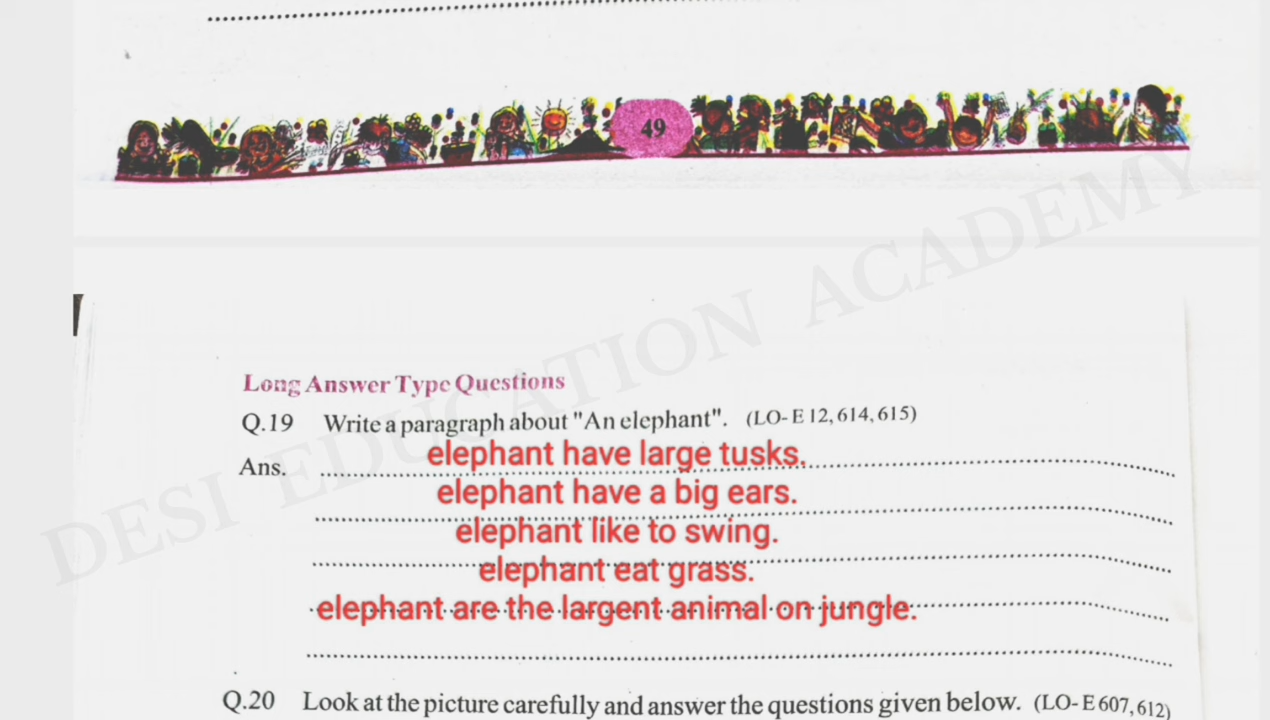 49
DESI EDUCATION ACADEMY
Long Answer Type Questions
Q.19 Write a paragraph about "An elephant". (LO- E 12, 614, 615)
Ans. elephant have large tusks.
elephant have a big ears.
elephant like to swing.
elephant eat grass.
elephant are the largent animal on jungle.
Q.20 Look at the picture carefully and answer the questions given below. (LO- E 607, 612)